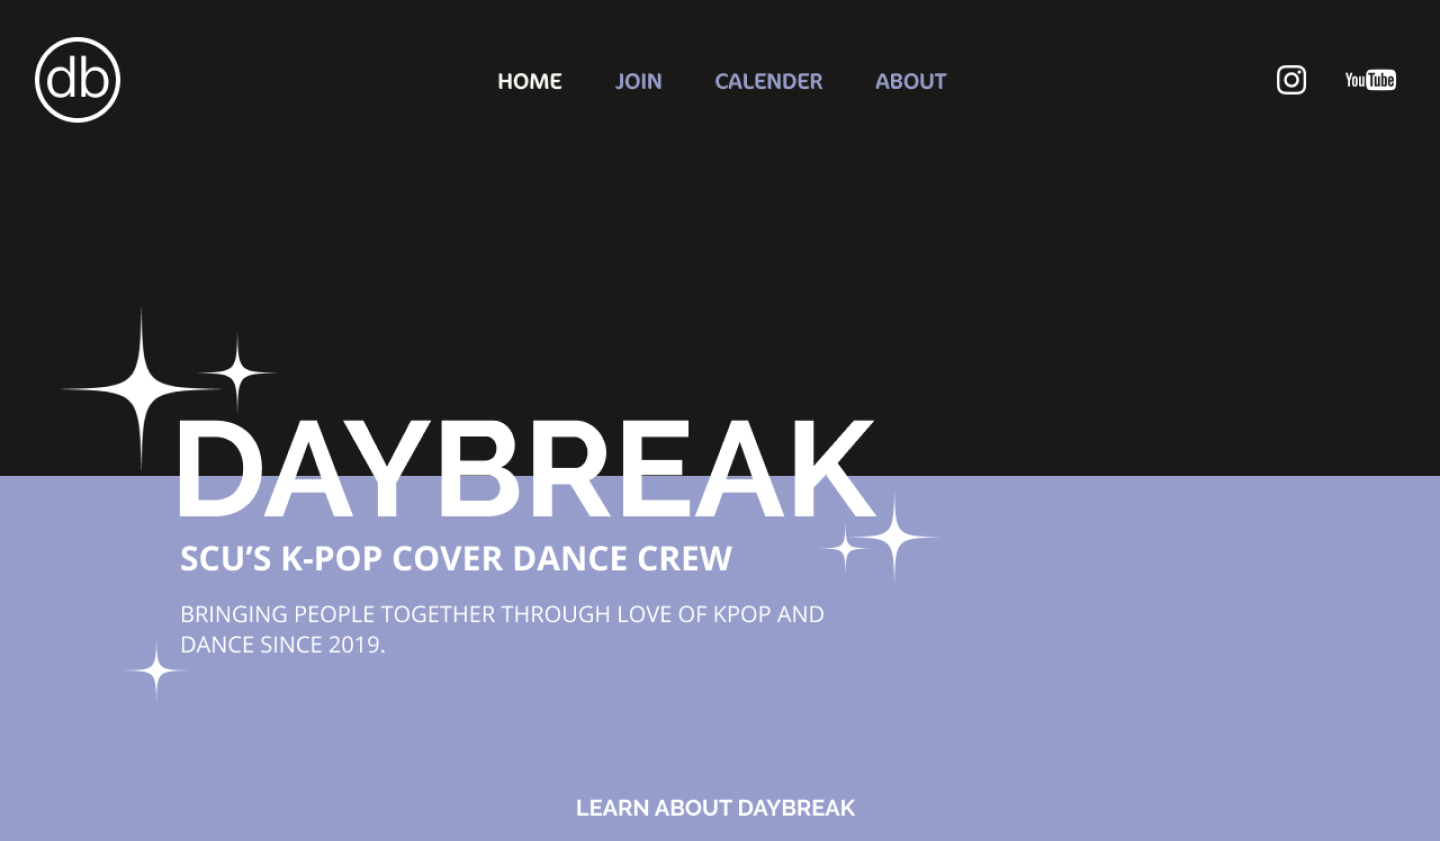 db
HOME JOIN CALENDER ABOUT
YouTube
DAYBREAK
SCU’S K-POP COVER DANCE CREW
BRINGING PEOPLE TOGETHER THROUGH LOVE OF KPOP AND
DANCE SINCE 2019.
LEARN ABOUT DAYBREAK